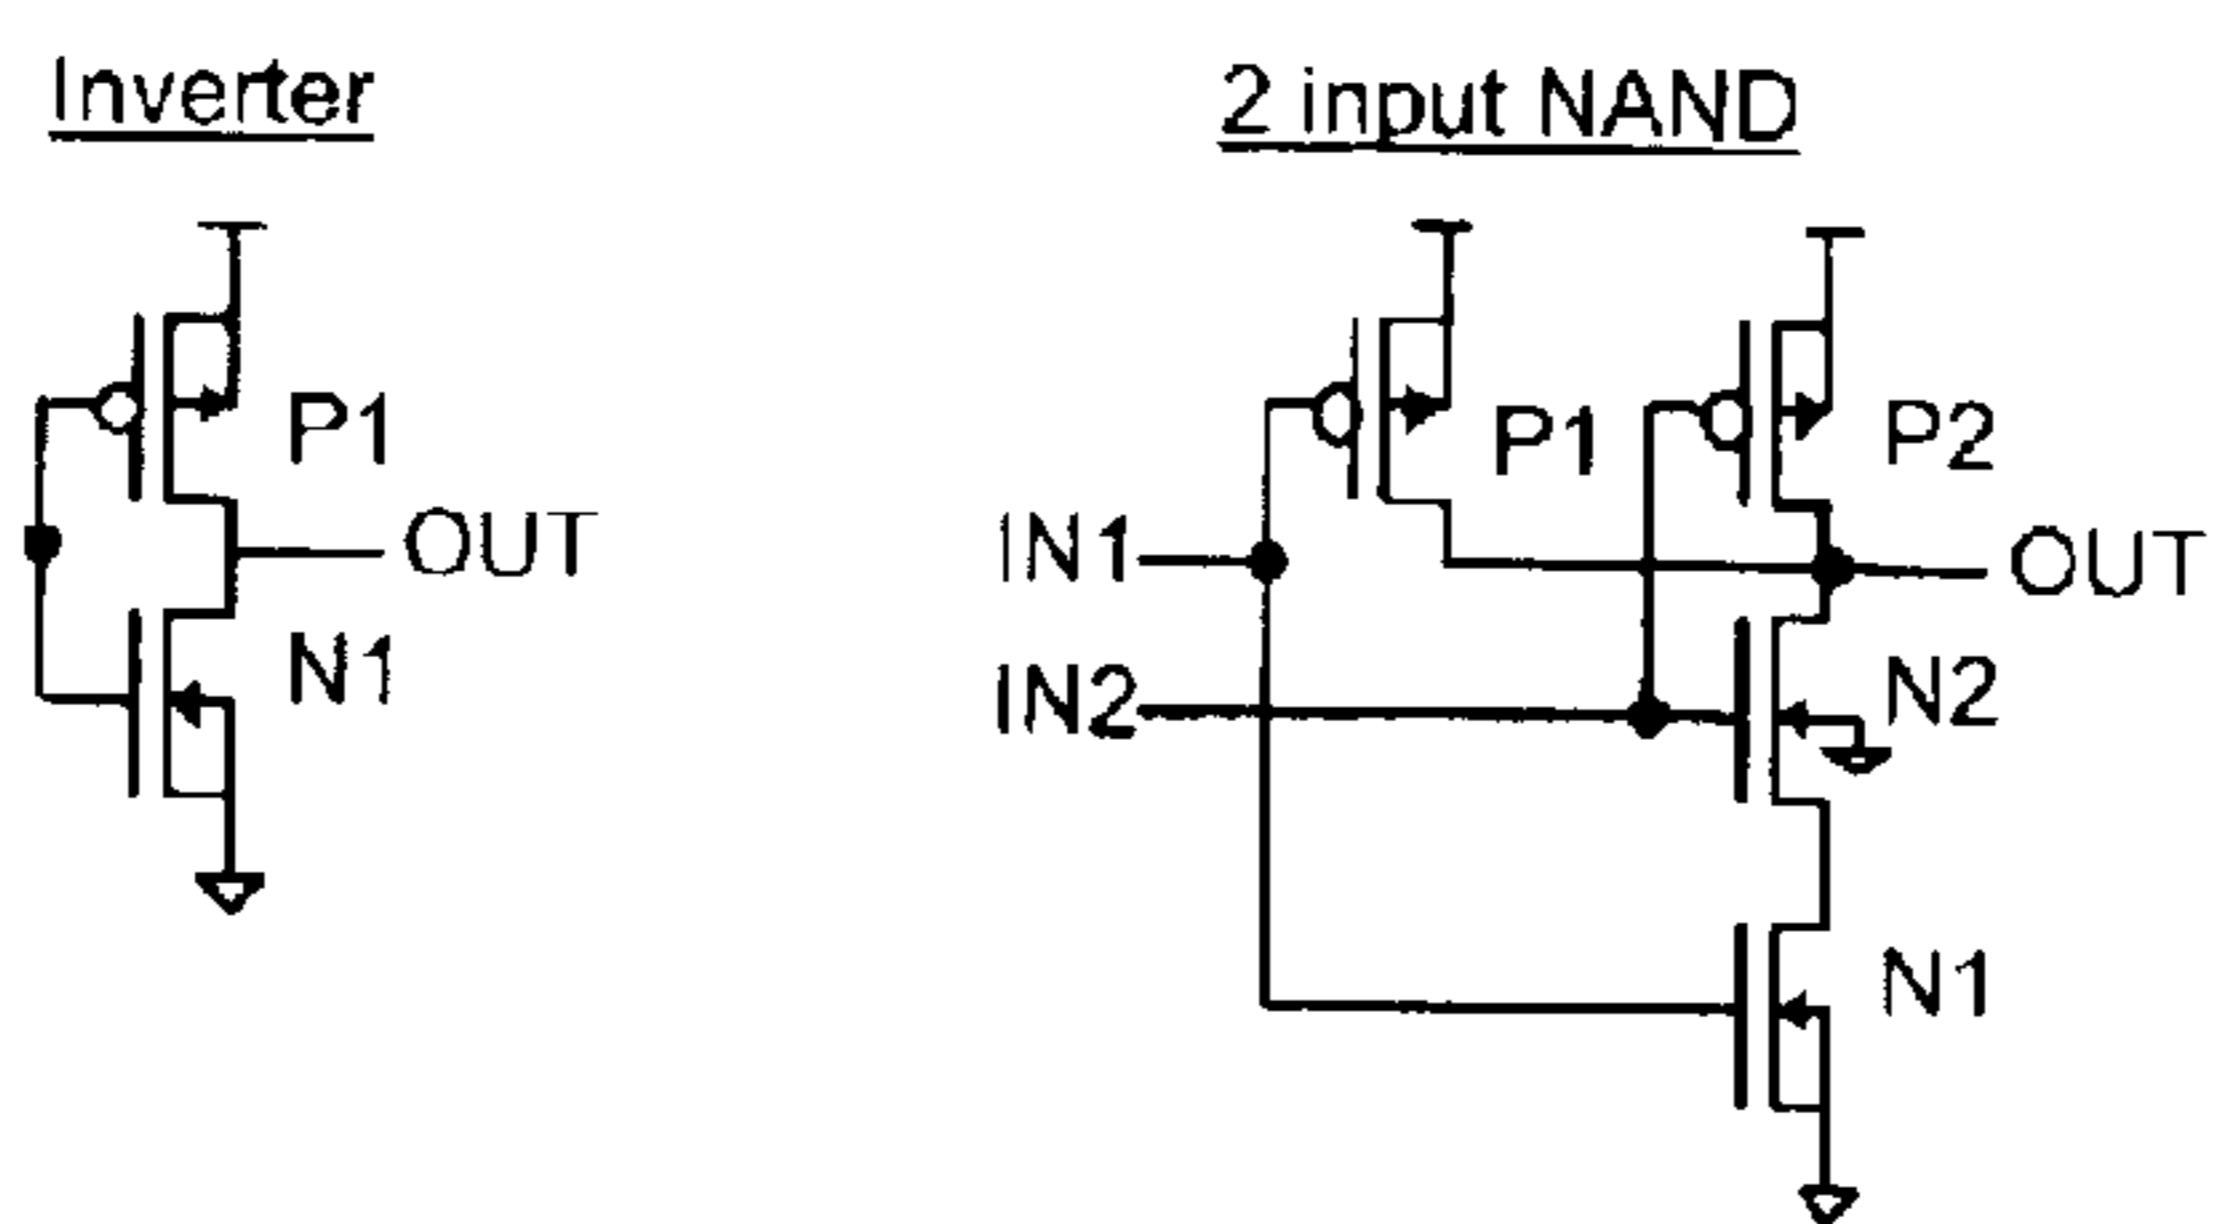 Inverter
P1
OUT
N1
2 input NAND
P1
P2
IN1
OUT
IN2
N2
N1